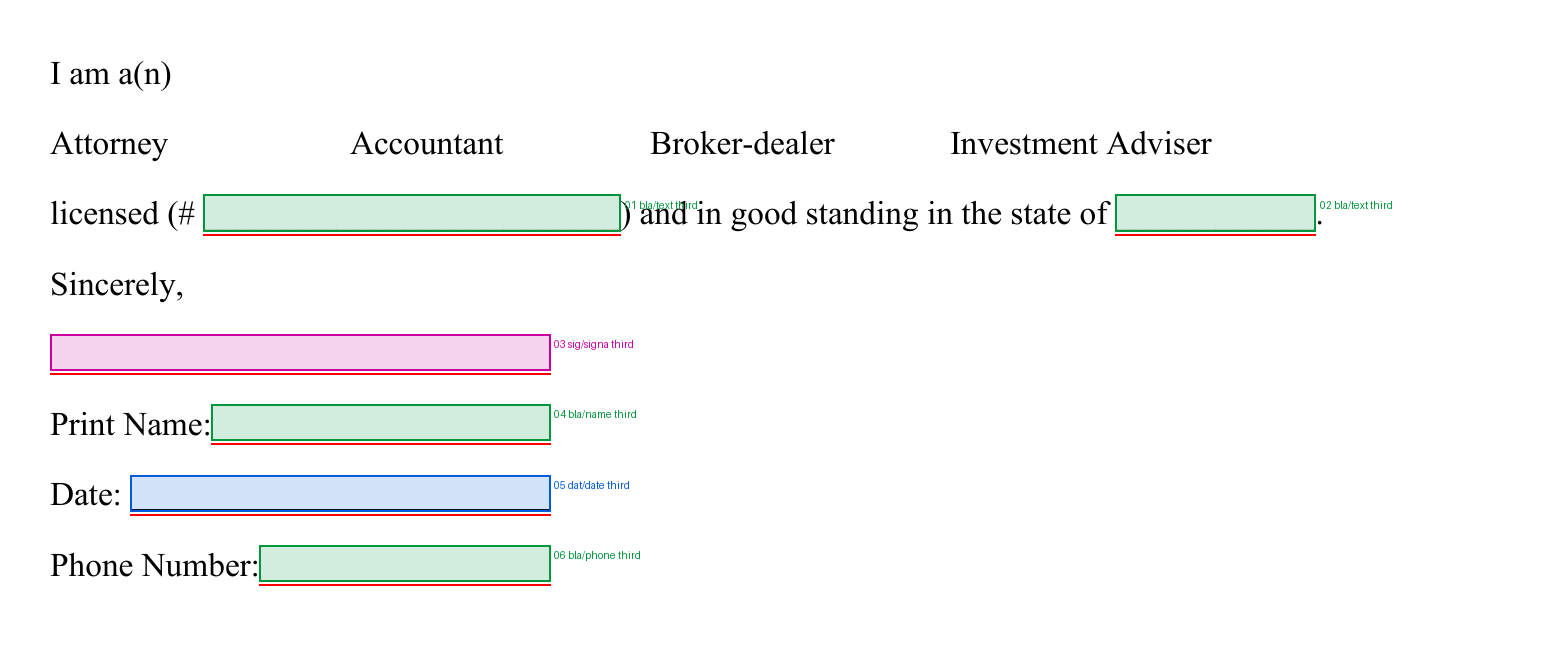 I am a(n)
Attorney Accountant Broker-dealer Investment Adviser
licensed (# 01 bla/text third ) and in good standing in the state of . 02 bla/text third
Sincerely,
03 sig/signa third
Print Name: 04 bla/name third
Date: 05 dat/date third
Phone Number: 06 bla/phone third